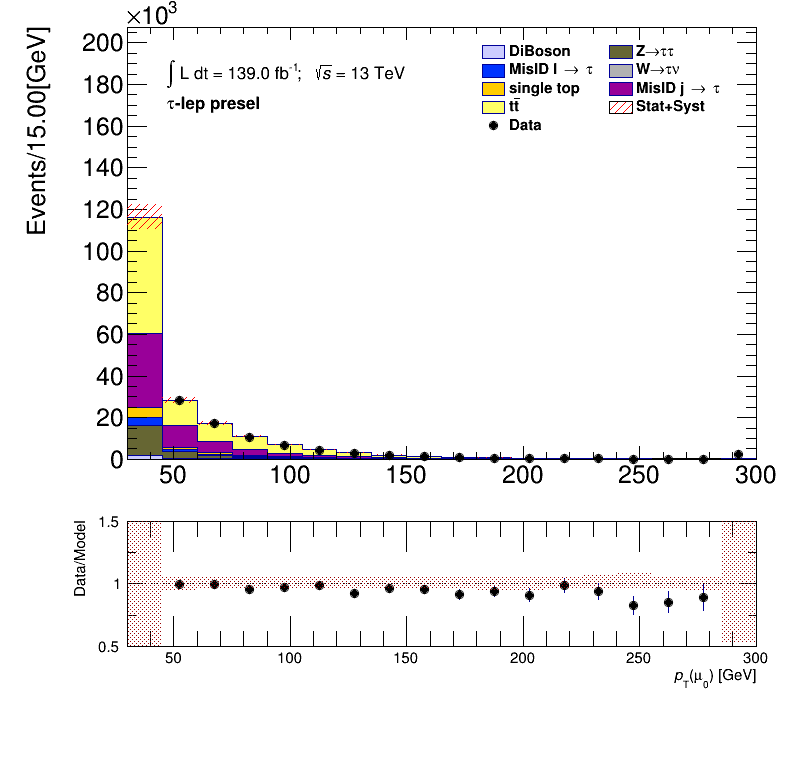 ×10³
Events/15.00[GeV]
200
180
160
140
120
100
80
60
40
20
0
∫ L dt = 139.0 fb⁻¹; √s = 13 TeV
τ-lep presel
DiBoson
MisID l → τ
single top
tt̄
Data
Z→ττ
W→τν
MisID j → τ
Stat+Syst
50 100 150 200 250 300
Data/Model
1.5
1
0.5
50 100 150 200 250 300
p_T(μ₀) [GeV]